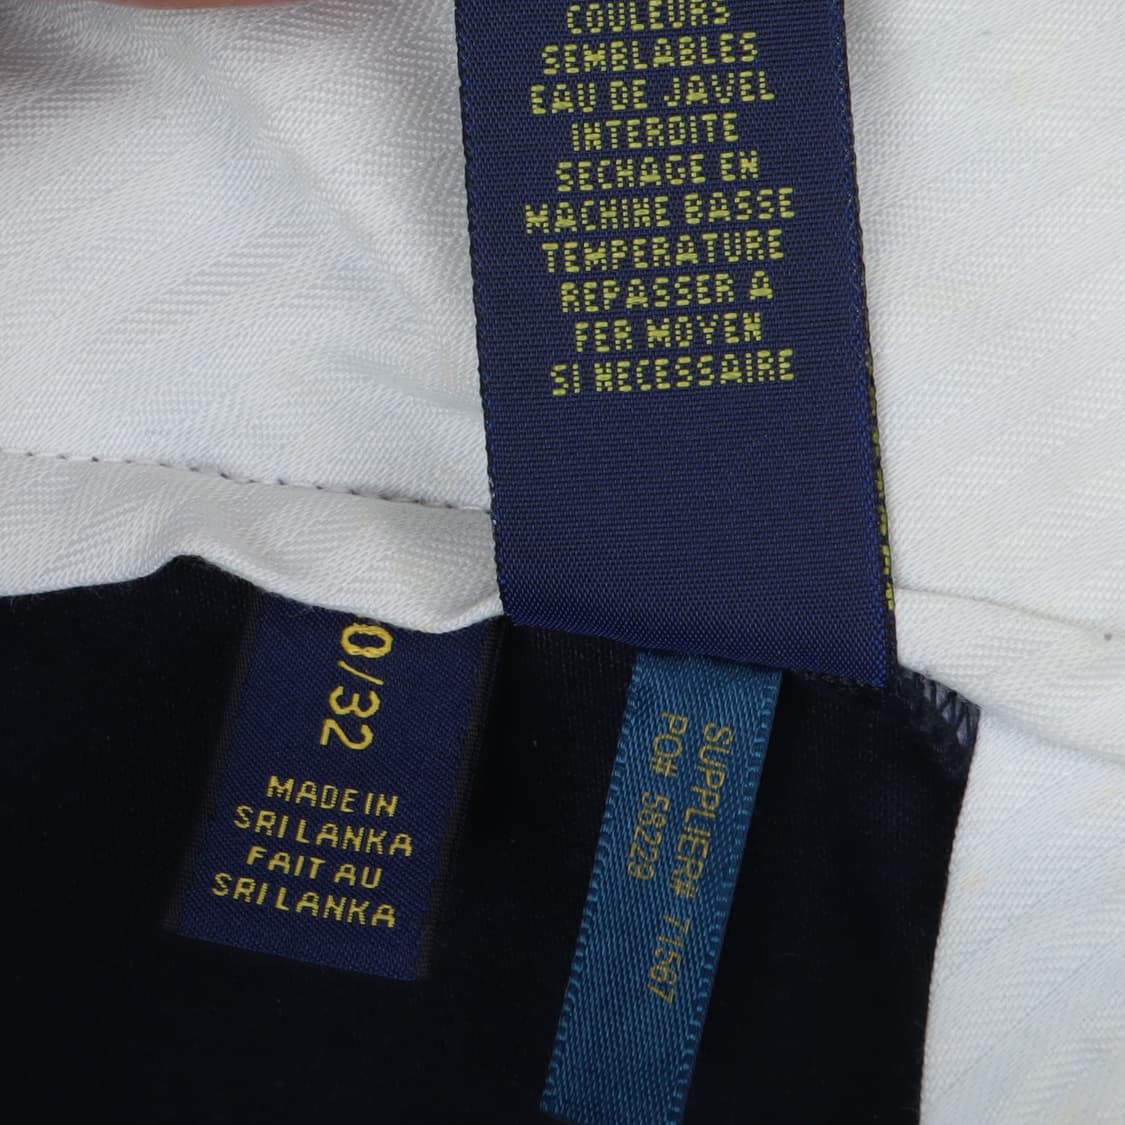 COULEURS
SEMBLABLES
EAU DE JAVEL
INTERDITE
SECHAGE EN
MACHINE BASSE
TEMPERATURE
REPASSER A
FER MOYEN
SI NECESSAIRE
0/32
MADE IN
SRI LANKA
FAIT AU
SRI LANKA
SUPPLIER# 71567
PO# 58229